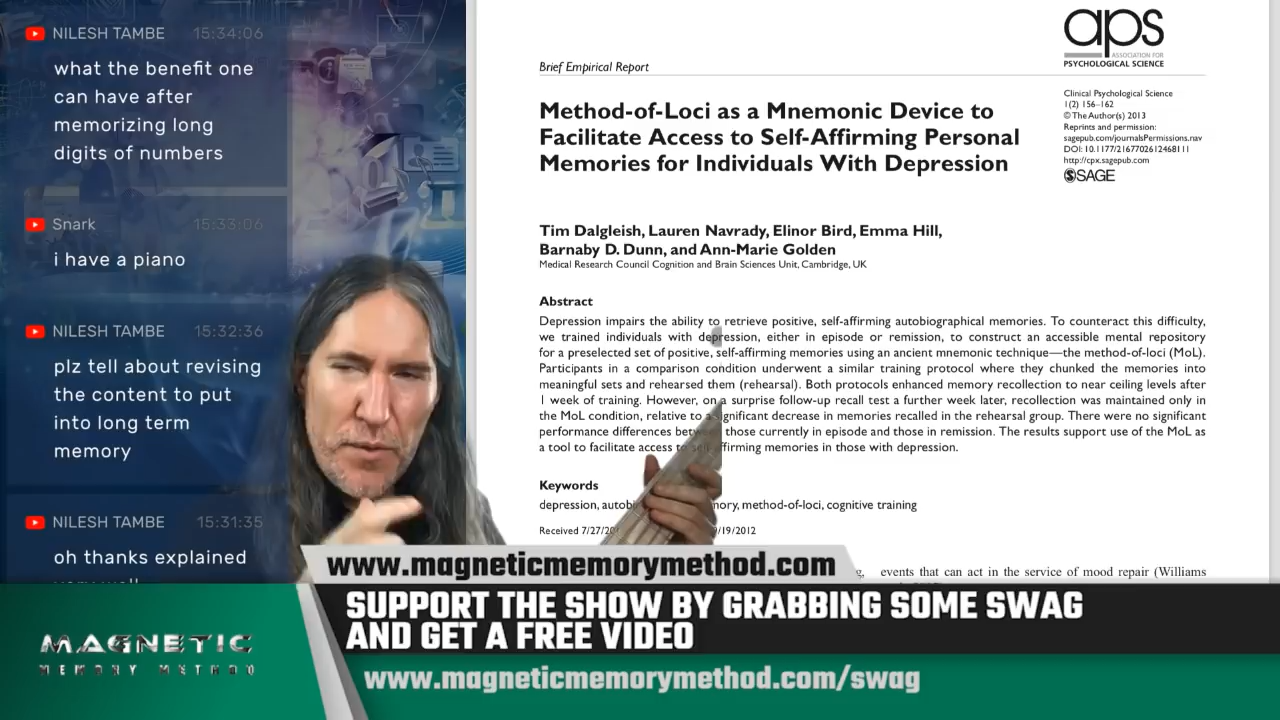 NILESH TAMBE 15:34:06
what the benefit one
can have after
memorizing long
digits of numbers
Snark 15:33:06
i have a piano
NILESH TAMBE 15:32:36
plz tell about revising
the content to put
into long term
memory
NILESH TAMBE 15:31:35
oh thanks explained
very well
Brief Empirical Report
aps
ASSOCIATION FOR
PSYCHOLOGICAL SCIENCE
Method-of-Loci as a Mnemonic Device to
Facilitate Access to Self-Affirming Personal
Memories for Individuals With Depression
Clinical Psychological Science
1(2) 156–162
© The Author(s) 2013
Reprints and permission:
sagepub.com/journalsPermissions.nav
DOI: 10.1177/2167702612468111
http://cpx.sagepub.com
SAGE
Tim Dalgleish, Lauren Navrady, Elinor Bird, Emma Hill,
Barnaby D. Dunn, and Ann-Marie Golden
Medical Research Council Cognition and Brain Sciences Unit, Cambridge, UK
Abstract
Depression impairs the ability to retrieve positive, self-affirming autobiographical memories. To counteract this difficulty,
we trained individuals with depression, either in episode or remission, to construct an accessible mental repository
for a preselected set of positive, self-affirming memories using an ancient mnemonic technique—the method-of-loci (MoL).
Participants in a comparison condition underwent a similar training protocol where they chunked the memories into
meaningful sets and rehearsed them (rehearsal). Both protocols enhanced memory recollection to near ceiling levels after
1 week of training. However, on a surprise follow-up recall test a further week later, recollection was maintained only in
the MoL condition, relative to a significant decrease in memories recalled in the rehearsal group. There were no significant
performance differences between those currently in episode and those in remission. The results support use of the MoL as
a tool to facilitate access to self-affirming memories in those with depression.
Keywords
depression, method-of-loci, cognitive training
Received
events that can act in the service of mood repair (Williams
www.magneticmemorymethod.com
SUPPORT THE SHOW BY GRABBING SOME SWAG
AND GET A FREE VIDEO
www.magneticmemorymethod.com/swag
MAGNETIC
MEMORY METHOD